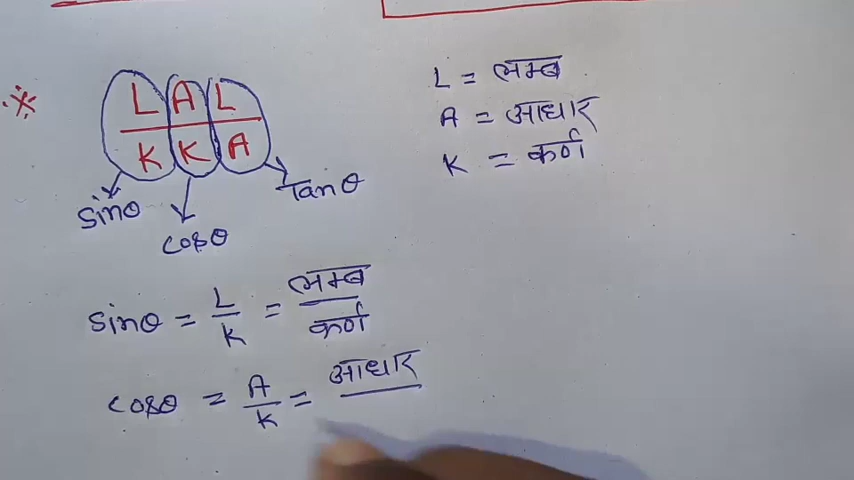 ※ L A L L = लम्ब
K K A A = आधार
K = कर्ण
Sinθ cosθ Tanθ
Sinθ = L/K = लम्ब/कर्ण
cosθ = A/K = आधार